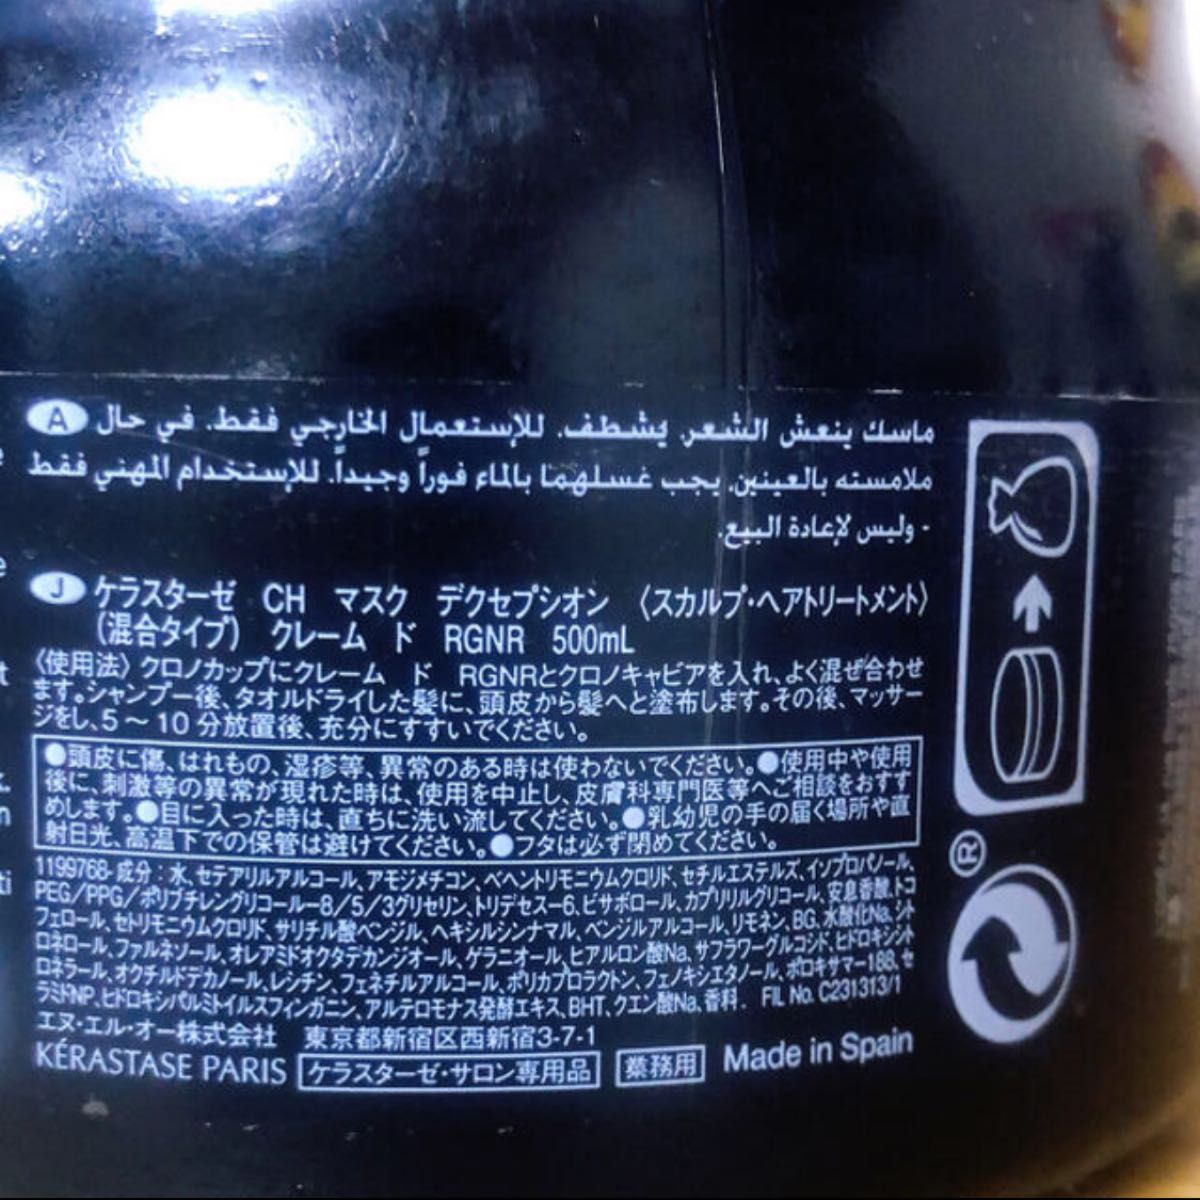 A ماسك ينعش الشعر. يشطف. للإستعمال الخارجي فقط. في حال
ملامسته بالعينين. يجب غسلهما بالماء فوراً وجيداً. للإستخدام المهني فقط
- وليس لإعادة البيع.
J ケラスターゼ CH マスク デクセプシオン 〈スカルプ・ヘアトリートメント〉
(混合タイプ) クレーム ド RGNR 500mL
〈使用法〉クロノカップにクレーム ド RGNRとクロノキャビアを入れ、よく混ぜ合わせ
ます。シャンプー後、タオルドライした髪に、頭皮から髪へと塗布します。その後、マッサー
ジをし、5～10分放置後、充分にすすいでください。
●頭皮に傷、はれもの、湿疹等、異常のある時は使わないでください。●使用中や使用
後に、刺激等の異常が現れた時は、使用を中止し、皮膚科専門医等へご相談をおすす
めします。●目に入った時は、直ちに洗い流してください。●乳幼児の手の届く場所や直
射日光、高温下での保管は避けてください。●フタは必ず閉めてください。
1199768-成分：水、セテアリルアルコール、アモジメチコン、ベヘントリモニウムクロリド、セチルエステルズ、イソプロパノール、
PEG/PPG/ポリブチレングリコール-8/5/3グリセリン、トリデセス-6、ビサボロール、カプリリルグリコール、安息香酸、トコ
フェロール、セトリモニウムクロリド、サリチル酸ベンジル、ヘキシルシンナマル、ベンジルアルコール、リモネン、BG、水酸化Na、シト
ロネロール、ファルネソール、オレアミドオクタデカンジオール、ゲラニオール、ヒアルロン酸Na、サフラワーグルコシド、ヒドロキシシト
ロネラール、オクチルドデカノール、レシチン、フェネチルアルコール、ポリカプロラクトン、フェノキシエタノール、ポロキサマー188、セ
ラミドNP、ヒドロキシパルミトイルスフィンガニン、アルテロモナス発酵エキス、BHT、クエン酸Na、香料. FIL No. C231313/1
エヌ・エル・オー株式会社 東京都新宿区西新宿3-7-1
KÉRASTASE PARIS ケラスターゼ・サロン専用品 業務用 Made in Spain
®